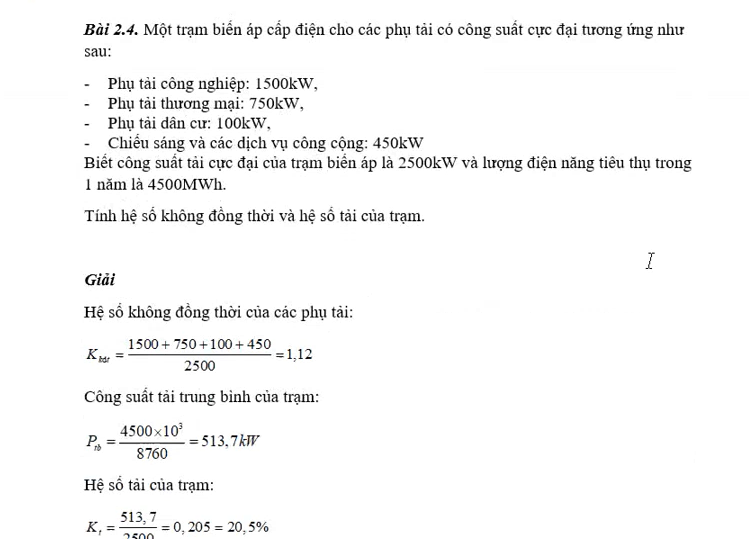 Bài 2.4. Một trạm biến áp cấp điện cho các phụ tải có công suất cực đại tương ứng như
sau:
- Phụ tải công nghiệp: 1500kW,
- Phụ tải thương mại: 750kW,
- Phụ tải dân cư: 100kW,
- Chiếu sáng và các dịch vụ công cộng: 450kW
Biết công suất tải cực đại của trạm biến áp là 2500kW và lượng điện năng tiêu thụ trong
1 năm là 4500MWh.
Tính hệ số không đồng thời và hệ số tải của trạm.
Giải
Hệ số không đồng thời của các phụ tải:
K_kdt = (1500 + 750 + 100 + 450) / 2500 = 1,12
Công suất tải trung bình của trạm:
P_tb = (4500×10³) / 8760 = 513,7kW
Hệ số tải của trạm:
K_t = 513,7 / 2500 = 0,205 = 20,5%